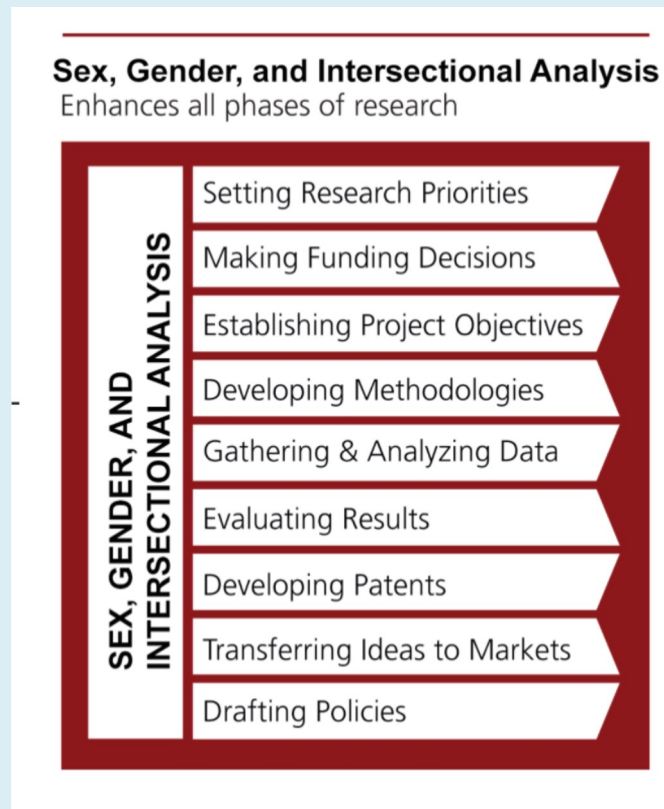 Sex, Gender, and Intersectional Analysis
Enhances all phases of research
SEX, GENDER, AND
INTERSECTIONAL ANALYSIS
Setting Research Priorities
Making Funding Decisions
Establishing Project Objectives
Developing Methodologies
Gathering & Analyzing Data
Evaluating Results
Developing Patents
Transferring Ideas to Markets
Drafting Policies